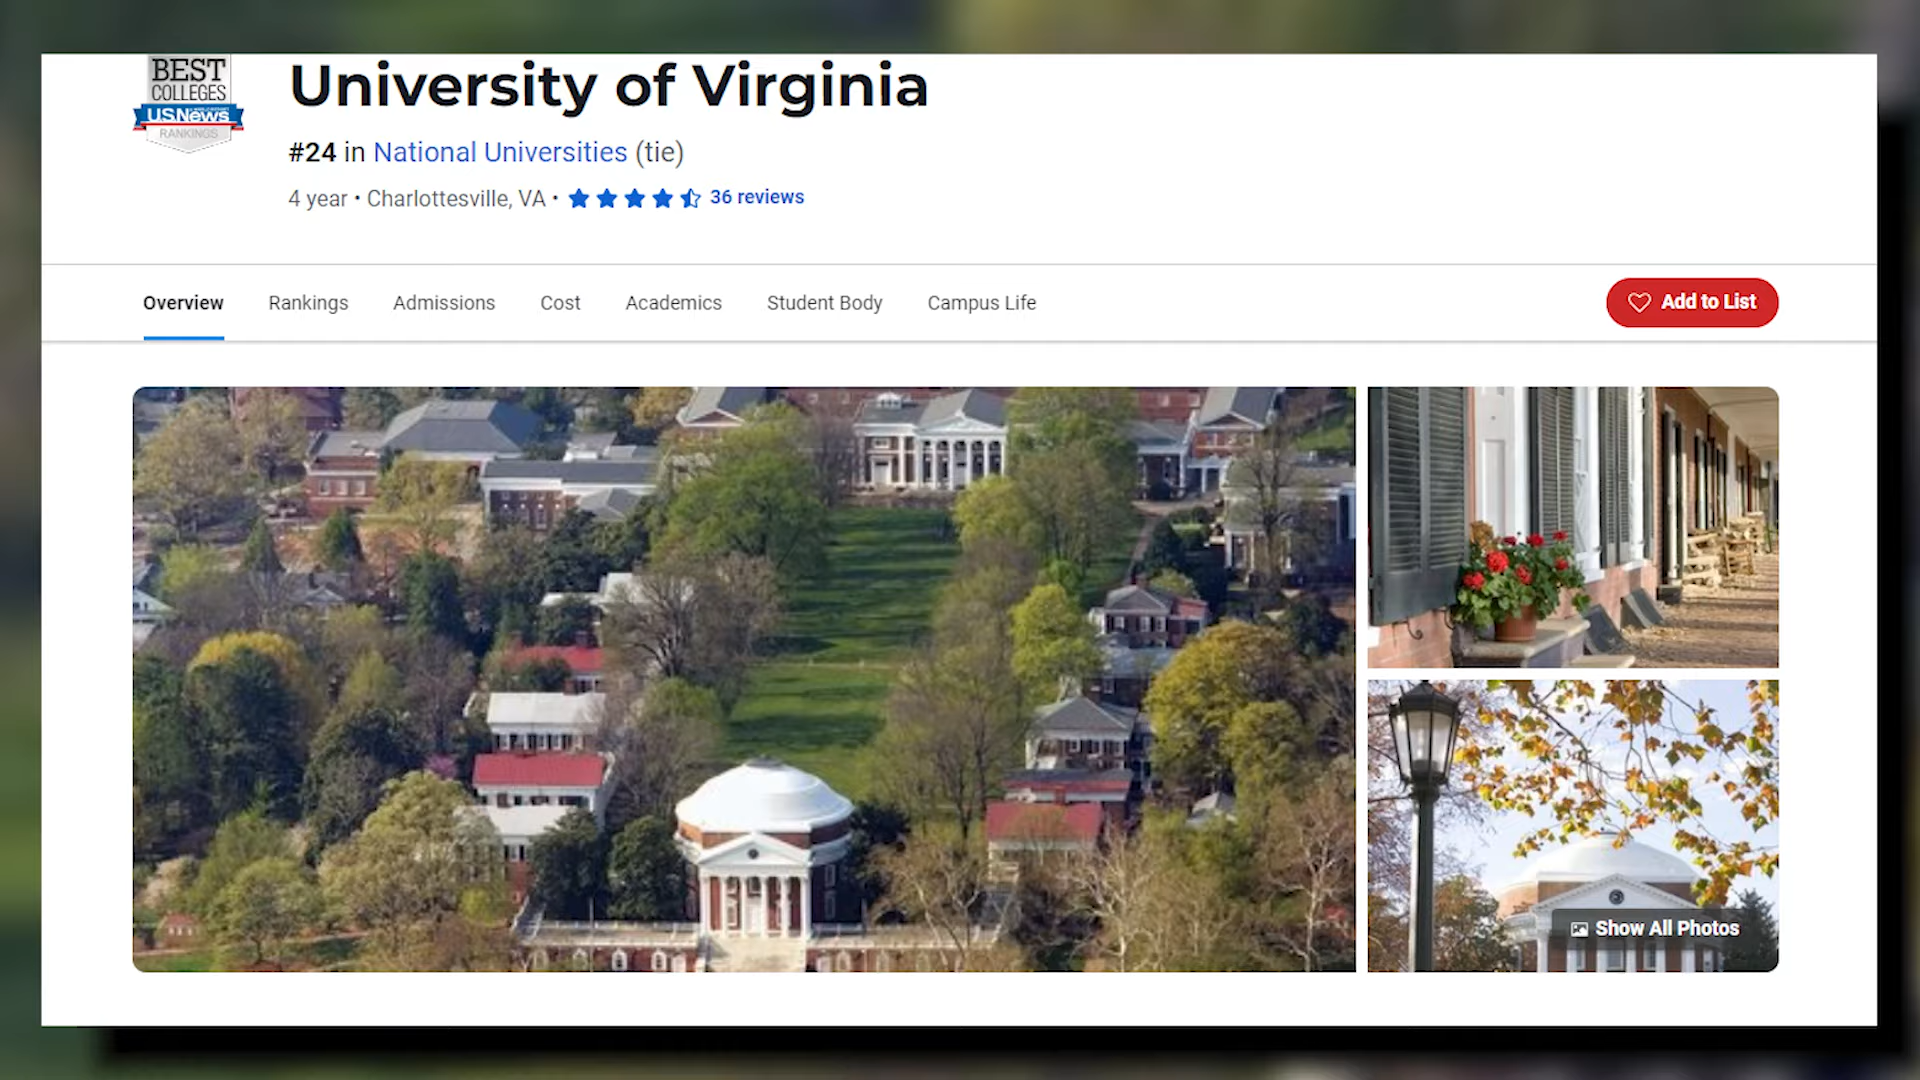 BEST
COLLEGES
U.S.News
RANKINGS
University of Virginia
#24 in National Universities (tie)
4 year • Charlottesville, VA • 36 reviews
Overview Rankings Admissions Cost Academics Student Body Campus Life Add to List
Show All Photos